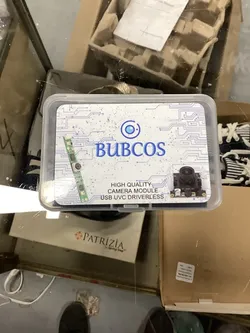 BUBCOS
HIGH QUALITY
CAMERA MODULE
USB UVC DRIVERLESS
PATRIZIA